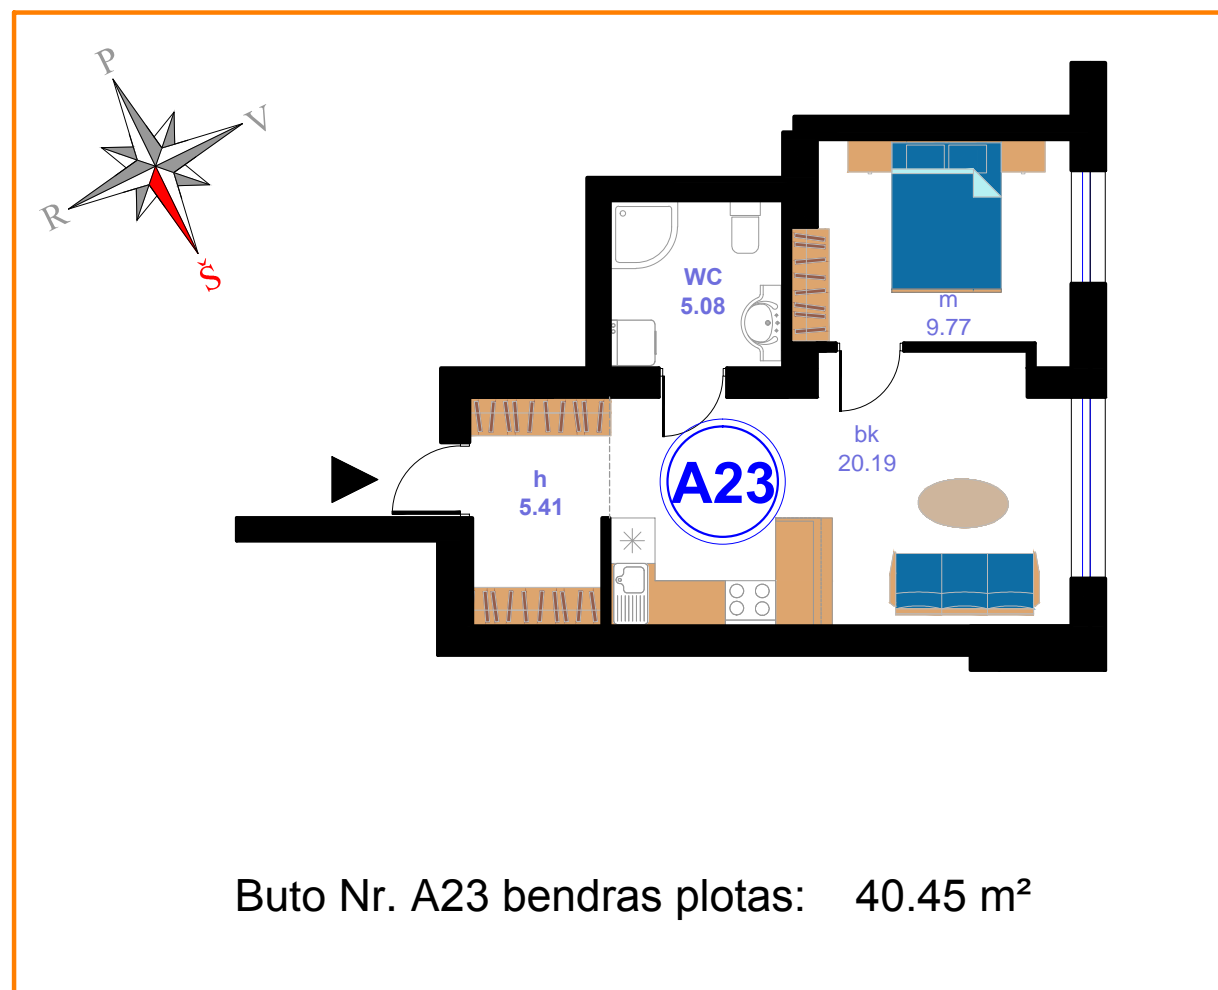 P
V
R
Š
WC
5.08
m
9.77
bk
20.19
h
5.41
A23
Buto Nr. A23 bendras plotas: 40.45 m²